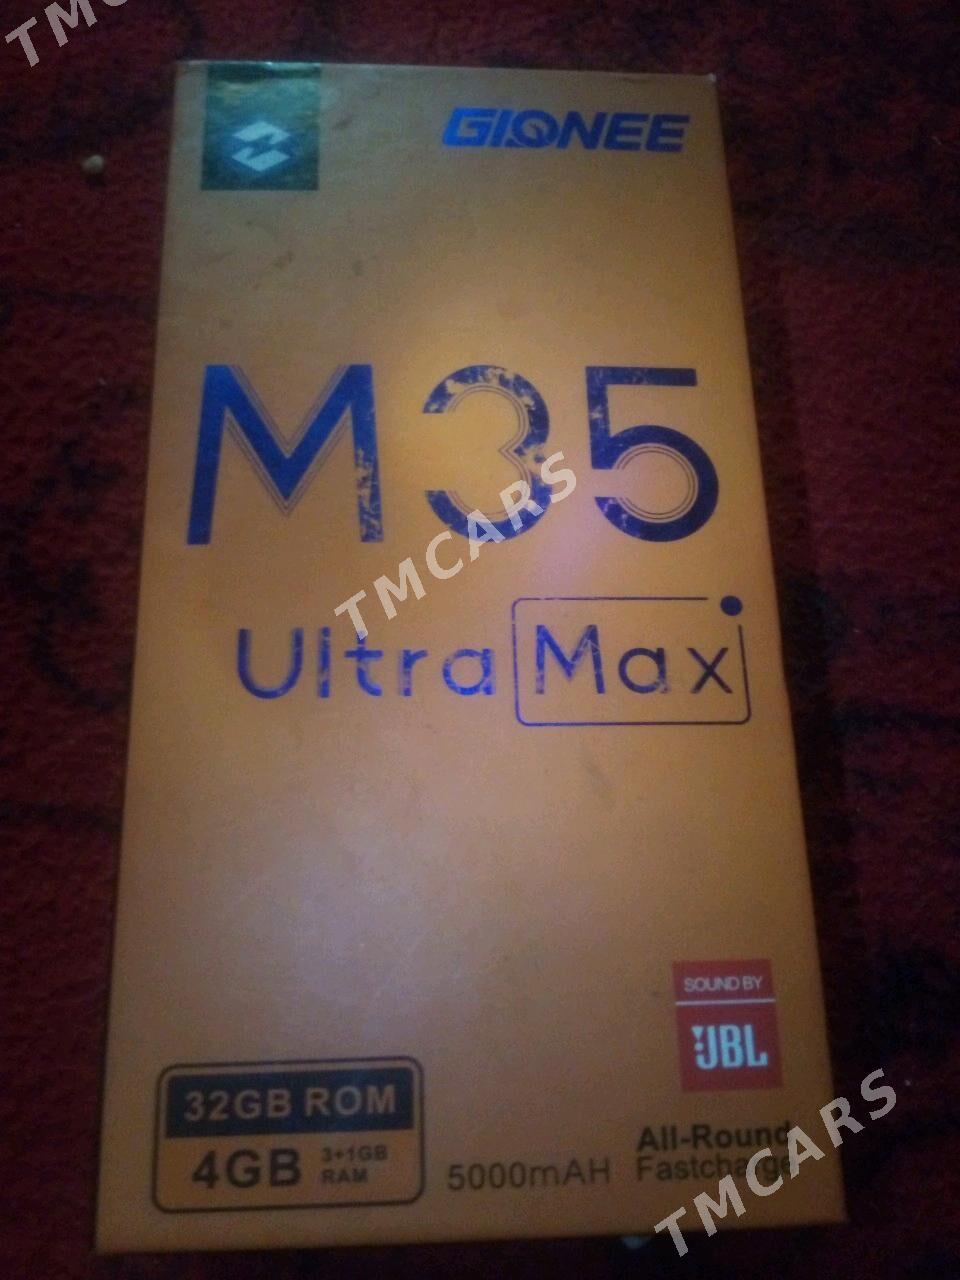 TMC
GIONEE
M35
TMCARS
Ultra Max
SOUND BY
JBL
32GB ROM
4GB 3+1GB
RAM
5000mAH
All-Round
Fastcharge
TMCARS